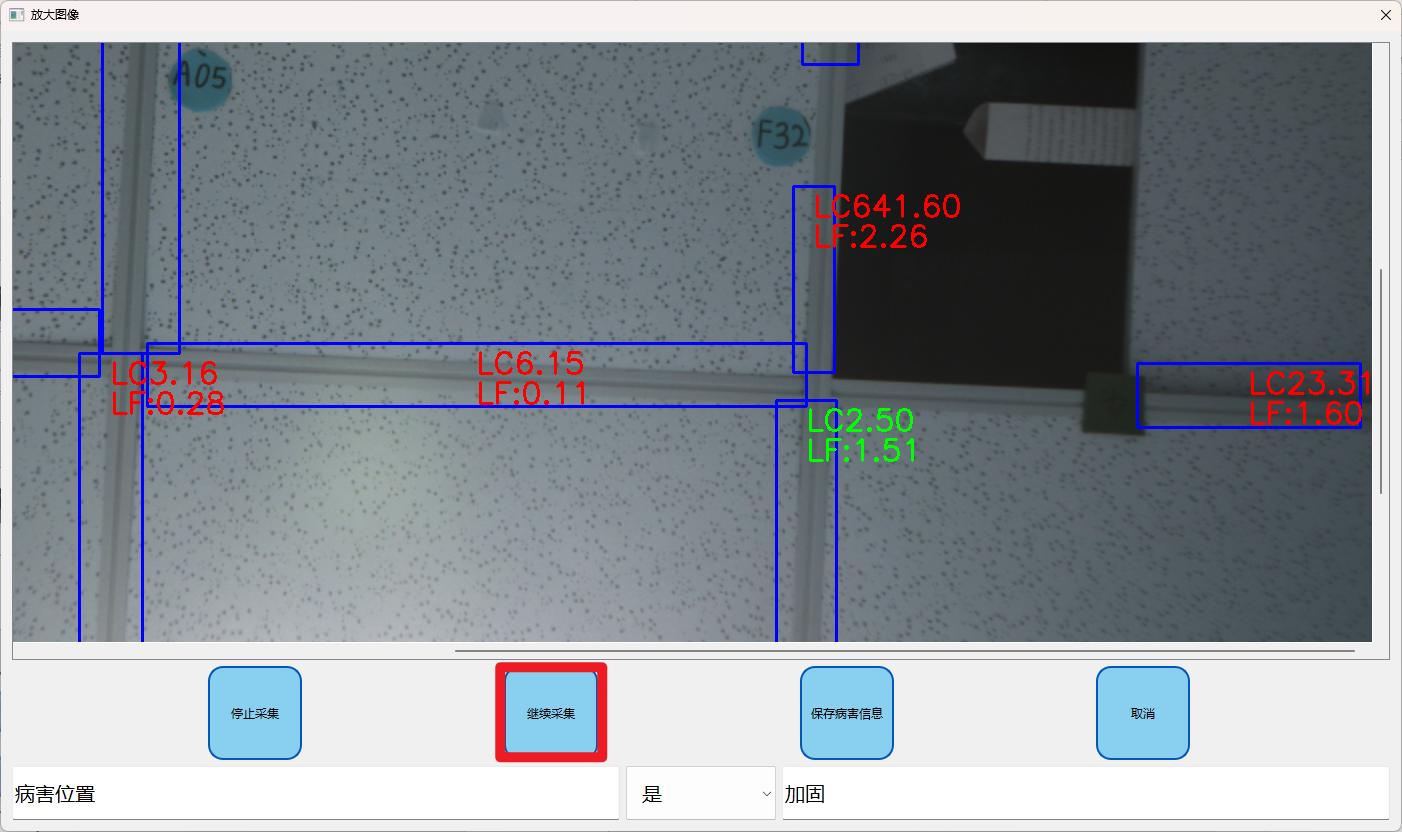 放大图像
A05
F32
LC641.60
LF:2.26
LC3.16
LF:0.28
LC6.15
LF:0.11
LC23.31
LF:1.60
LC2.50
LF:1.51
停止采集
继续采集
保存病害信息
取消
病害位置
是
加固